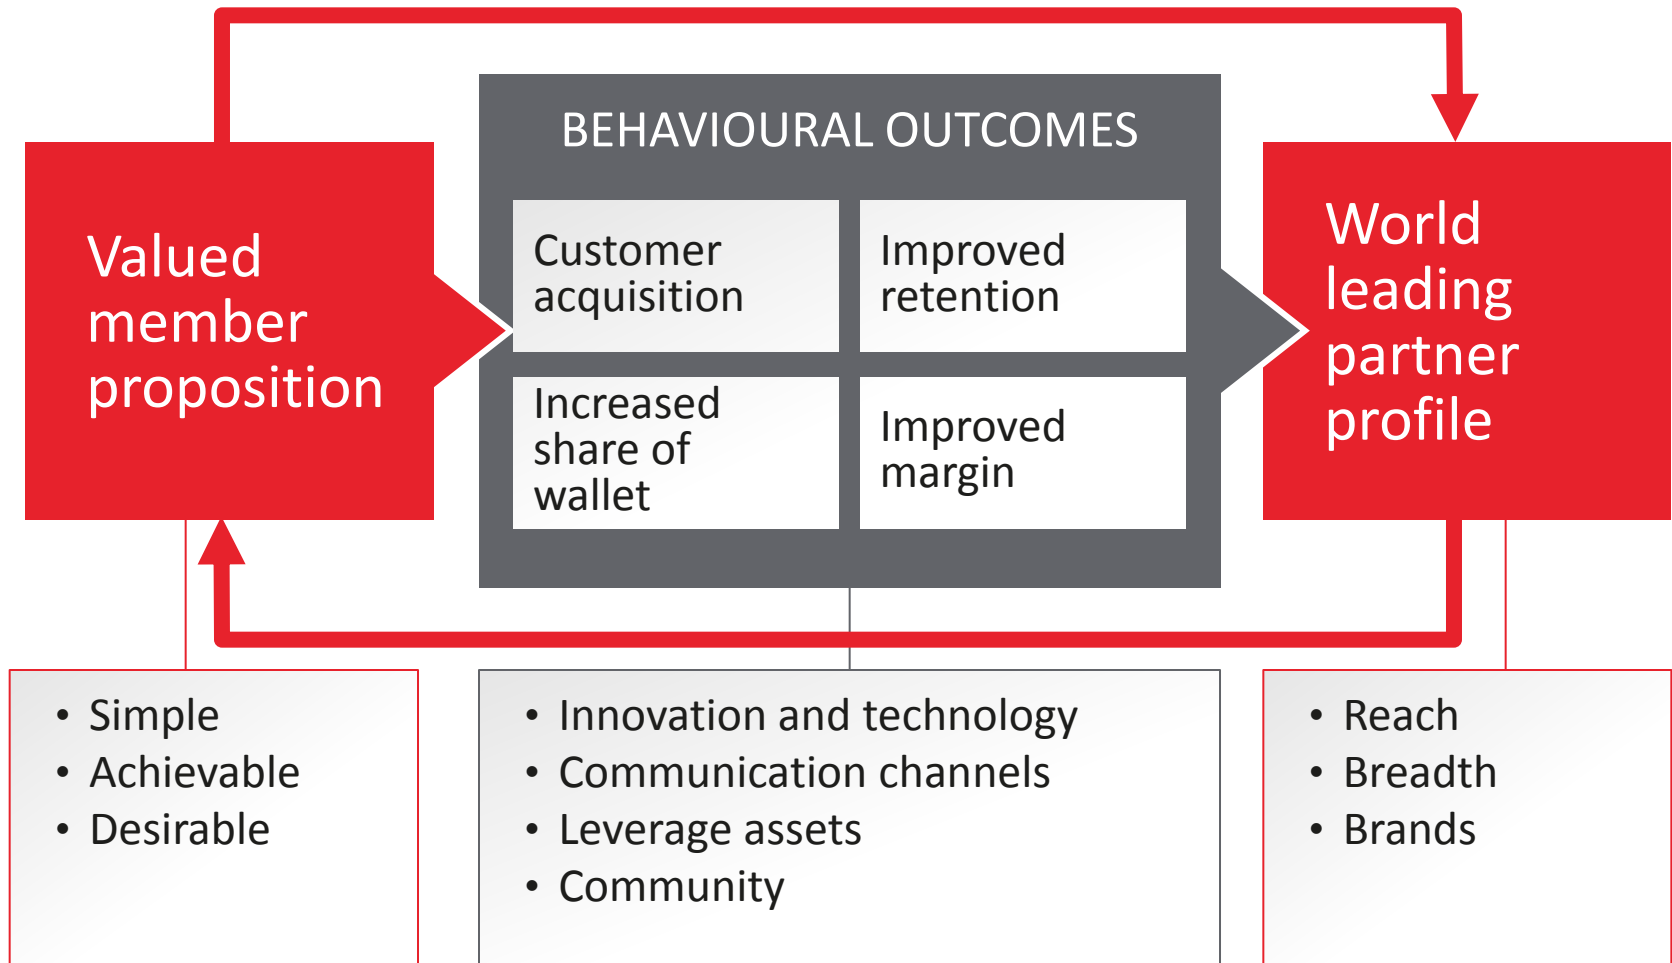 BEHAVIOURAL OUTCOMES
Valued
member
proposition
Customer
acquisition
Improved
retention
Increased
share of
wallet
Improved
margin
World
leading
partner
profile
• Simple
• Achievable
• Desirable
• Innovation and technology
• Communication channels
• Leverage assets
• Community
• Reach
• Breadth
• Brands